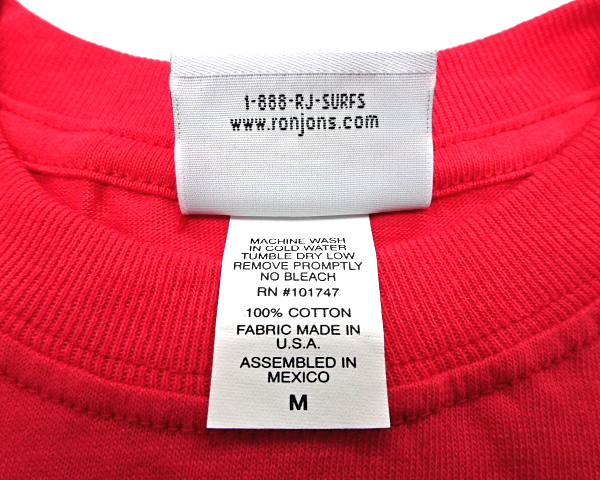 1-888-RJ-SURFS
www.ronjons.com
MACHINE WASH
IN COLD WATER
TUMBLE DRY LOW
REMOVE PROMPTLY
NO BLEACH
RN #101747
100% COTTON
FABRIC MADE IN
U.S.A.
ASSEMBLED IN
MEXICO
M